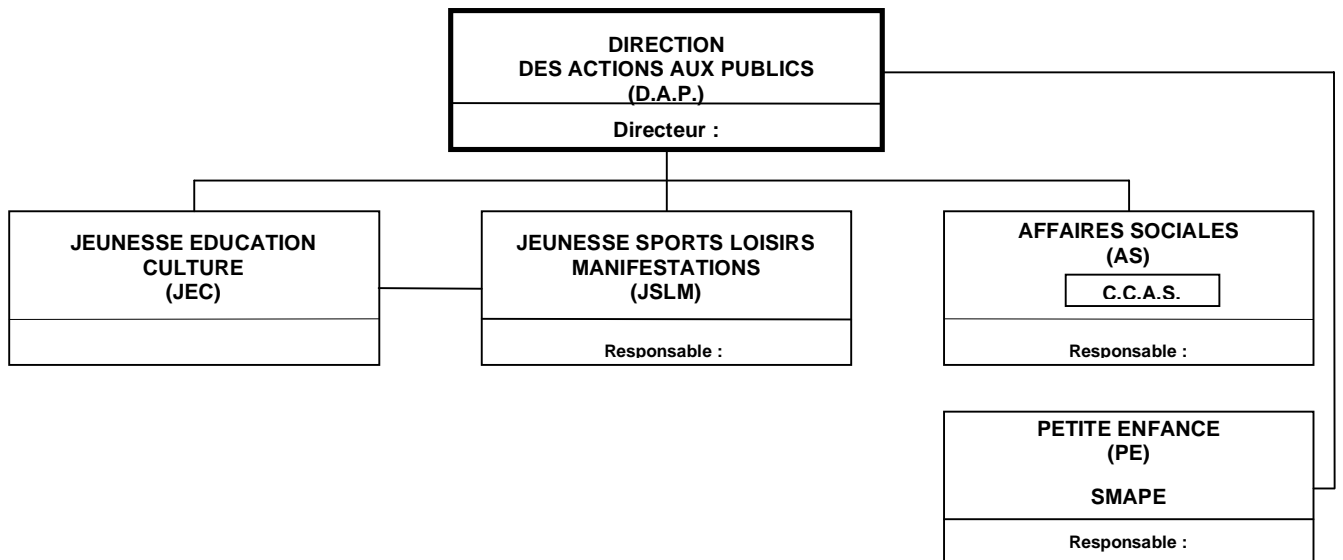 DIRECTION
DES ACTIONS AUX PUBLICS
(D.A.P.)
Directeur :
JEUNESSE EDUCATION
CULTURE
(JEC)
JEUNESSE SPORTS LOISIRS
MANIFESTATIONS
(JSLM)
Responsable :
AFFAIRES SOCIALES
(AS)
C.C.A.S.
Responsable :
PETITE ENFANCE
(PE)
SMAPE
Responsable :